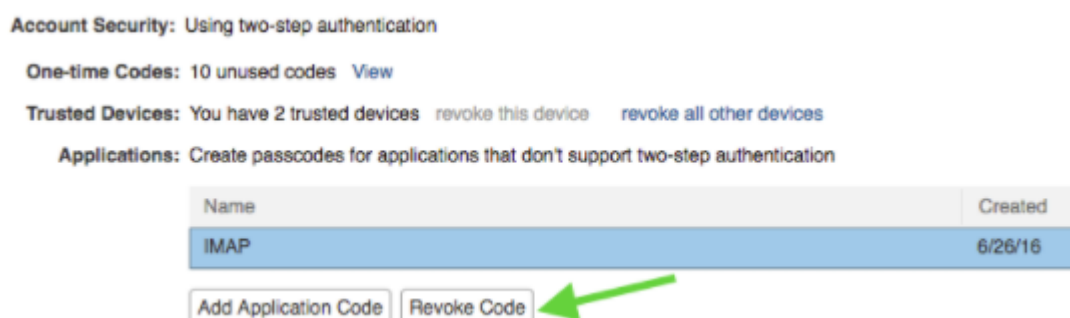 Account Security: Using two-step authentication
One-time Codes: 10 unused codes View
Trusted Devices: You have 2 trusted devices revoke this device revoke all other devices
Applications: Create passcodes for applications that don't support two-step authentication
Name Created
IMAP 6/26/16
Add Application Code Revoke Code